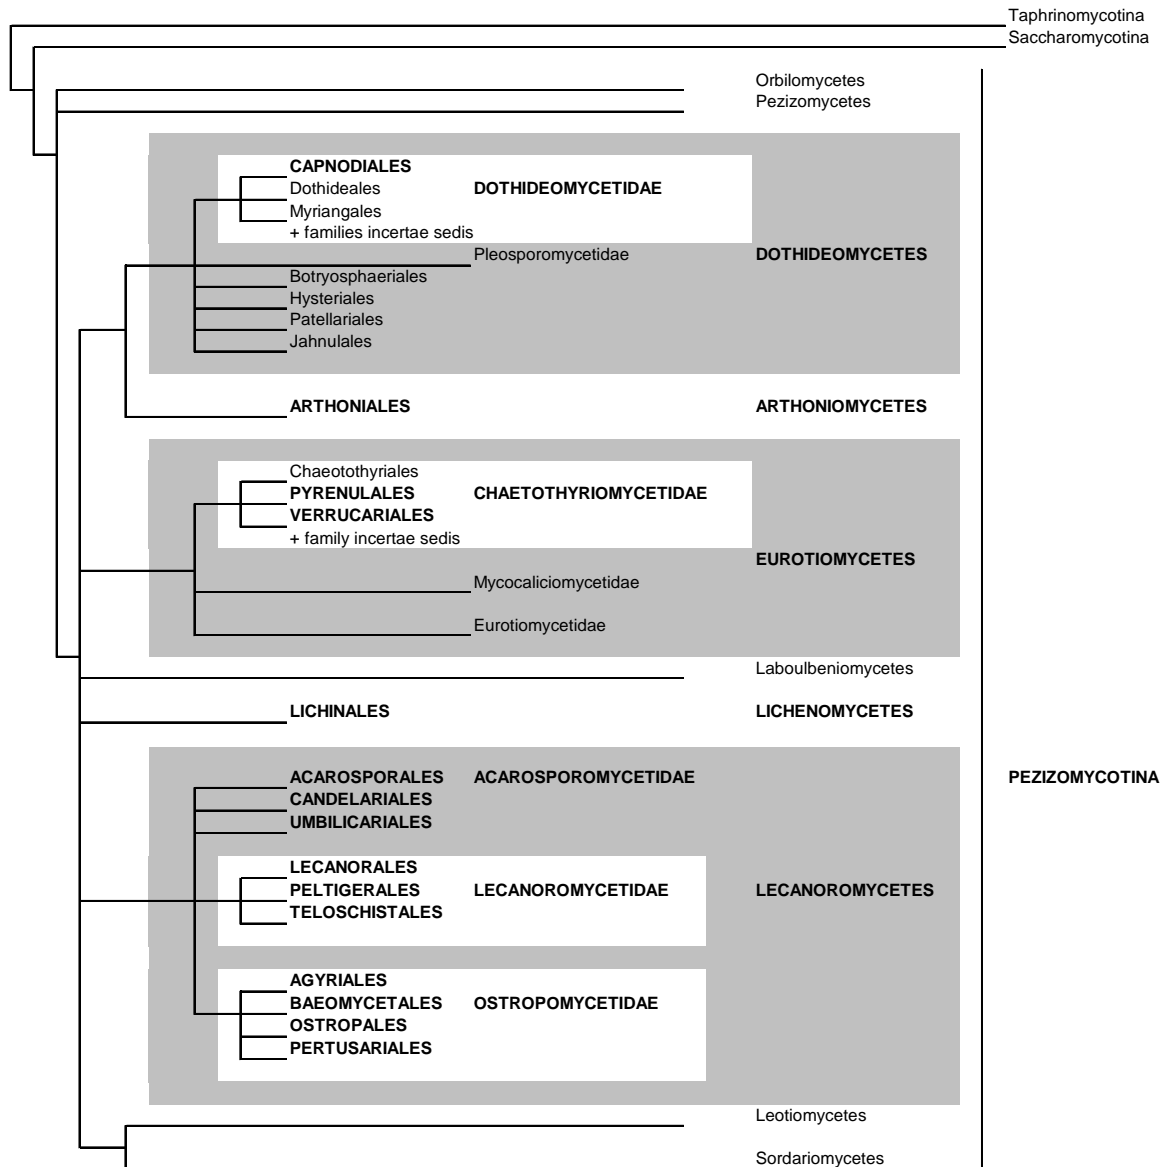 Taphrinomycotina
Saccharomycotina
Orbilomycetes
Pezizomycetes
CAPNODIALES
Dothideales DOTHIDEOMYCETIDAE
Myriangales
+ families incertae sedis
Pleosporomycetidae DOTHIDEOMYCETES
Botryosphaeriales
Hysteriales
Patellariales
Jahnulales
ARTHONIALES ARTHONIOMYCETES
Chaetothyriales
PYRENULALES CHAETOTHYRIOMYCETIDAE
VERRUCARIALES
+ family incertae sedis
EUROTIOMYCETES
Mycocaliciomycetidae
Eurotiomycetidae
Laboulbeniomycetes
LICHINALES LICHENOMYCETES
ACAROSPORALES ACAROSPOROMYCETIDAE PEZIZOMYCOTINA
CANDELARIALES
UMBILICARIALES
LECANORALES
PELTIGERALES LECANOROMYCETIDAE LECANOROMYCETES
TELOSCHISTALES
AGYRIALES
BAEOMYCETALES OSTROPOMYCETIDAE
OSTROPALES
PERTUSARIALES
Leotiomycetes
Sordariomycetes